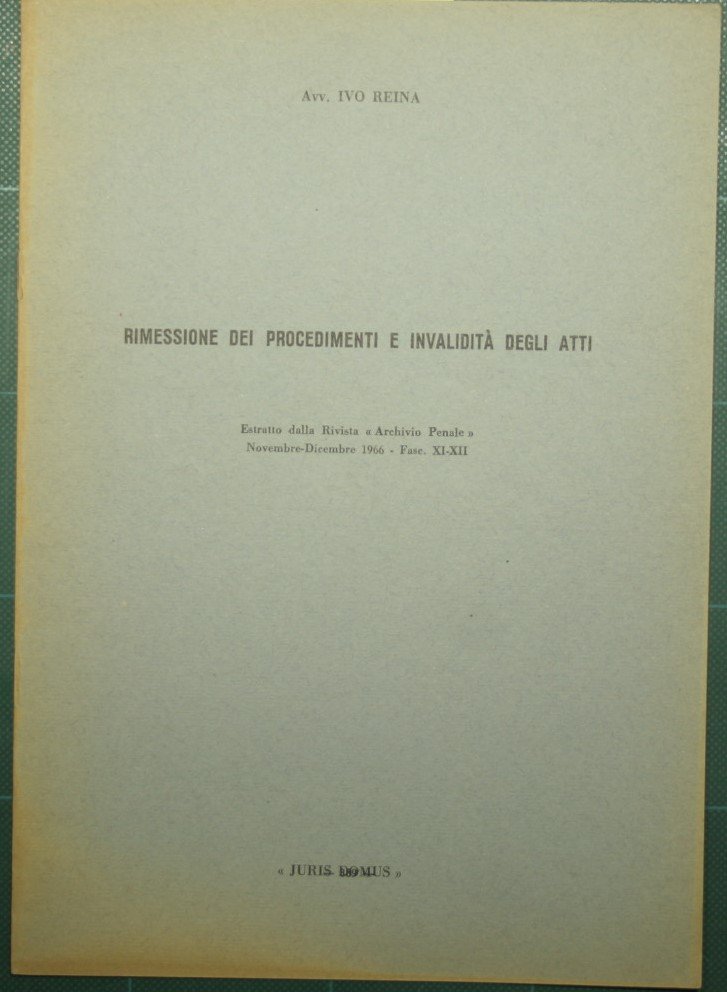 Avv. IVO REINA
RIMESSIONE DEI PROCEDIMENTI E INVALIDITÀ DEGLI ATTI
Estratto dalla Rivista « Archivio Penale »
Novembre-Dicembre 1966 - Fasc. XI-XII
« JURIS DOMUS »